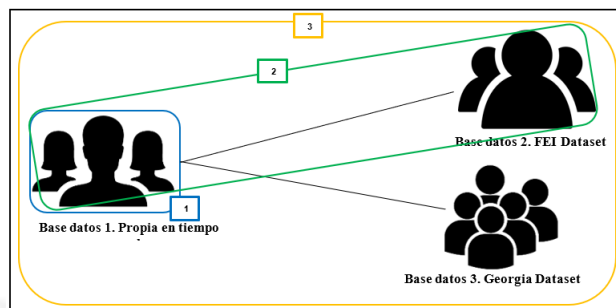 3
2
Base datos 2. FEI Dataset
1
Base datos 1. Propia en tiempo
Base datos 3. Georgia Dataset